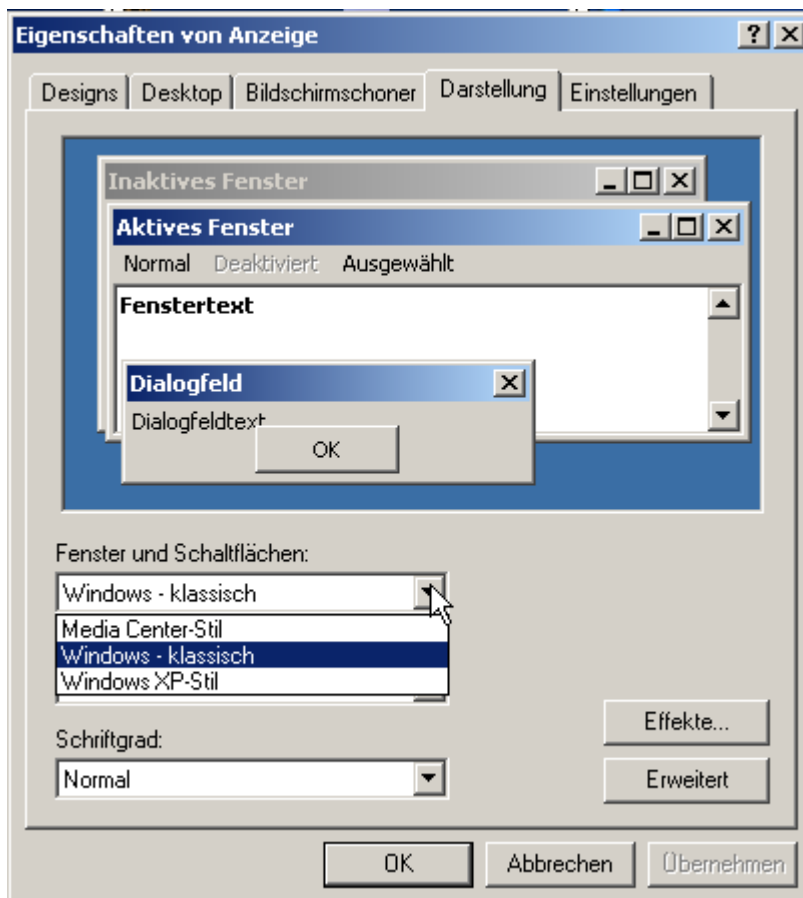 Eigenschaften von Anzeige
Designs Desktop Bildschirmschoner Darstellung Einstellungen
Inaktives Fenster
Aktives Fenster
Normal Deaktiviert Ausgewählt
Fenstertext
Dialogfeld
Dialogfeldtext
OK
Fenster und Schaltflächen:
Windows - klassisch
Media Center-Stil
Windows - klassisch
Windows XP-Stil
Effekte...
Schriftgrad:
Normal
Erweitert
OK Abbrechen Übernehmen